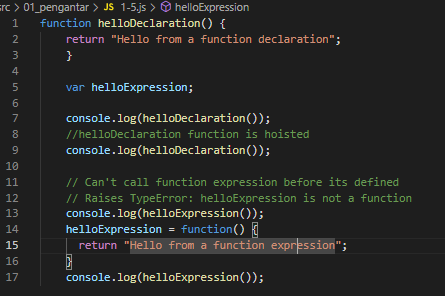 src > 01_pengantar > JS 1-5.js > helloExpression
1 function helloDeclaration() {
2 return "Hello from a function declaration";
3 }
4
5 var helloExpression;
6
7 console.log(helloDeclaration());
8 //helloDeclaration function is hoisted
9 console.log(helloDeclaration());
10
11 // Can't call function expression before its defined
12 // Raises TypeError: helloExpression is not a function
13 console.log(helloExpression());
14 helloExpression = function() {
15 return "Hello from a function expression";
16 }
17 console.log(helloExpression());